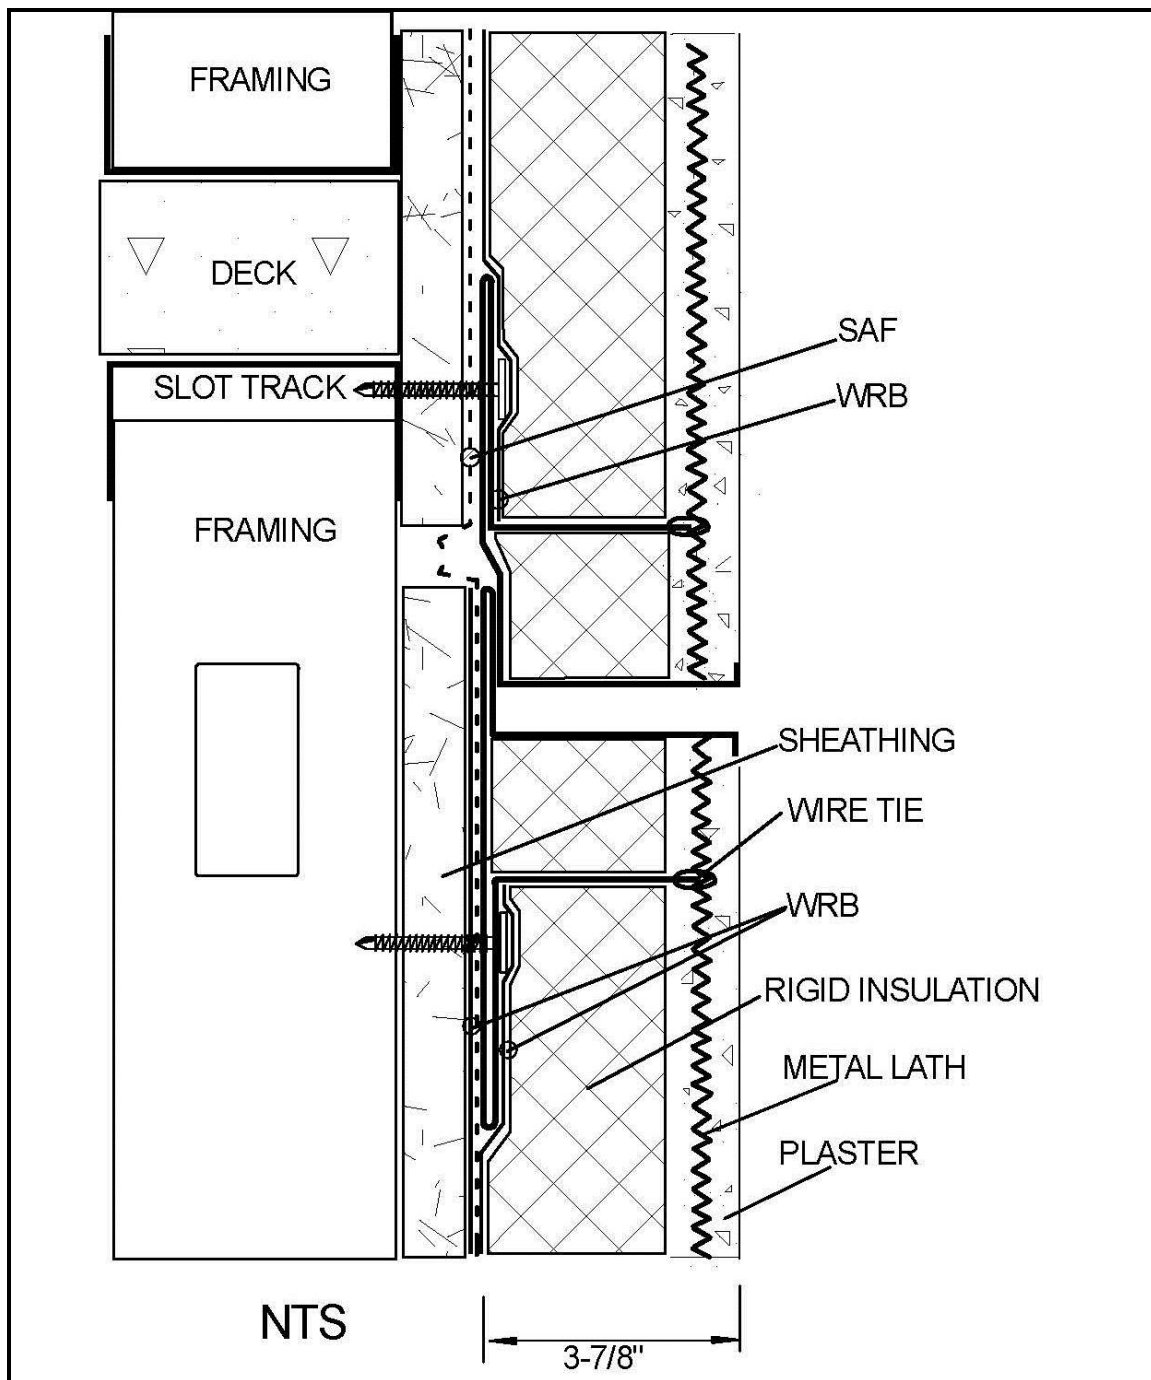 FRAMING
DECK
SAF
SLOT TRACK
WRB
FRAMING
SHEATHING
WIRE TIE
WRB
RIGID INSULATION
METAL LATH
PLASTER
NTS
3-7/8"